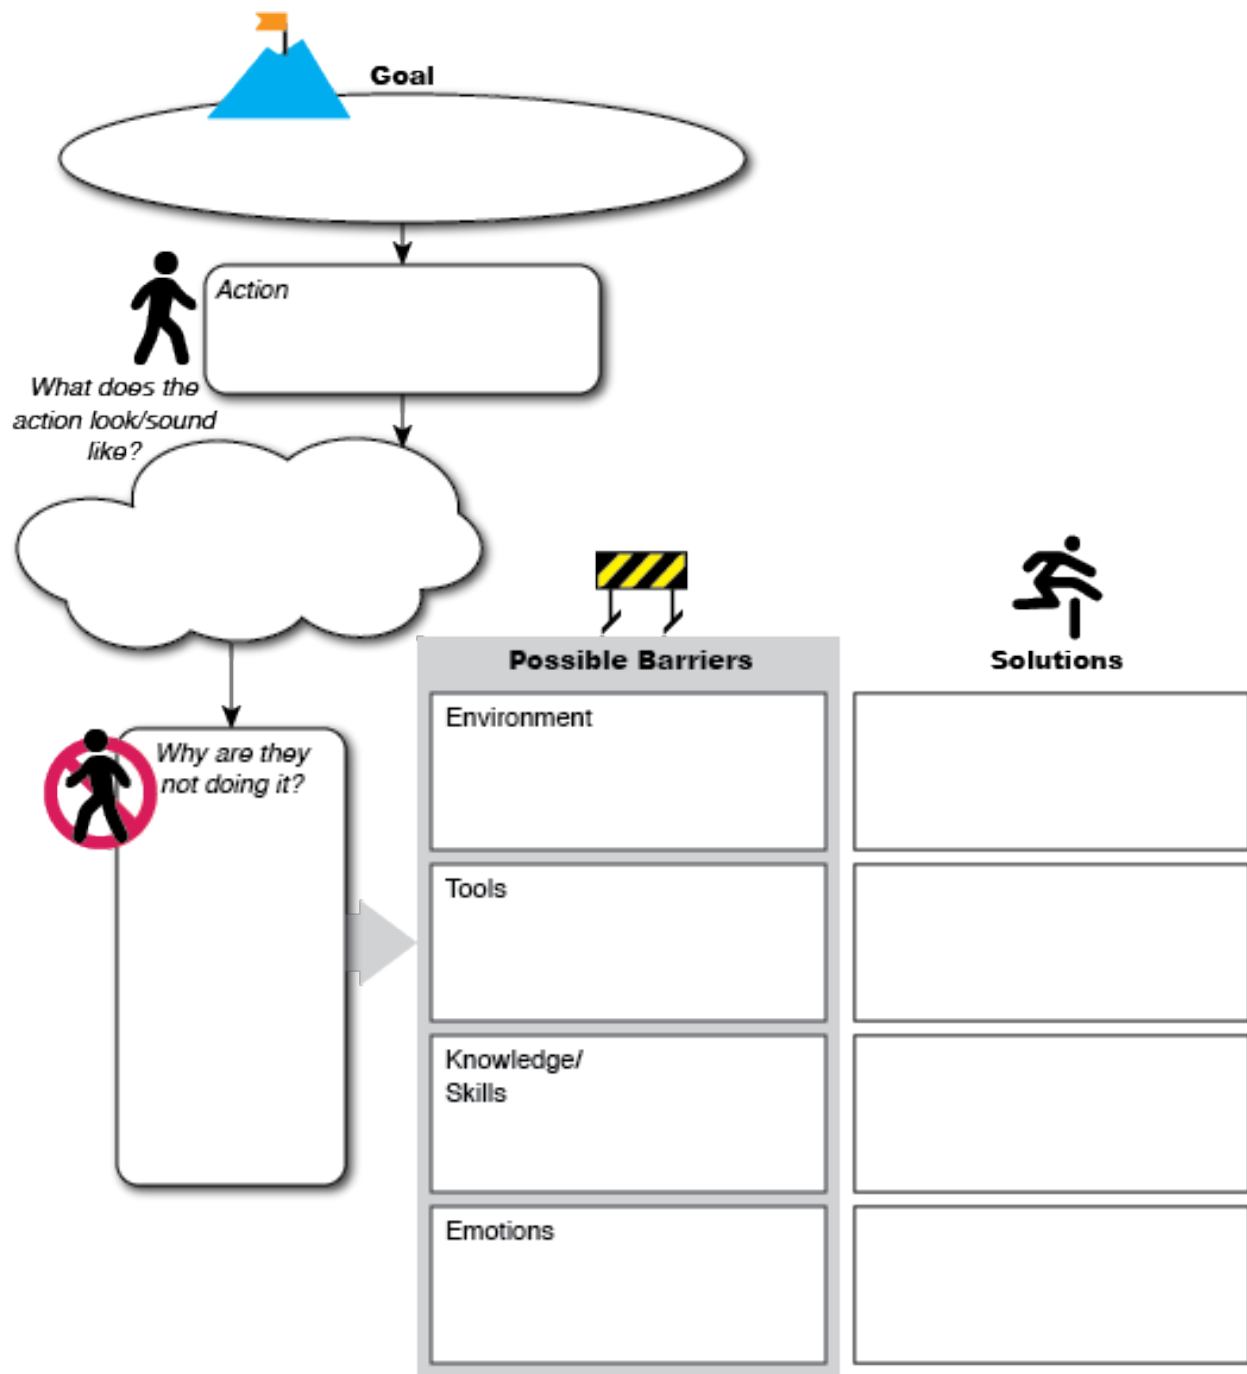 Goal
Action
What does the
action look/sound
like?
Why are they
not doing it?
Possible Barriers
Solutions
Environment
Tools
Knowledge/
Skills
Emotions